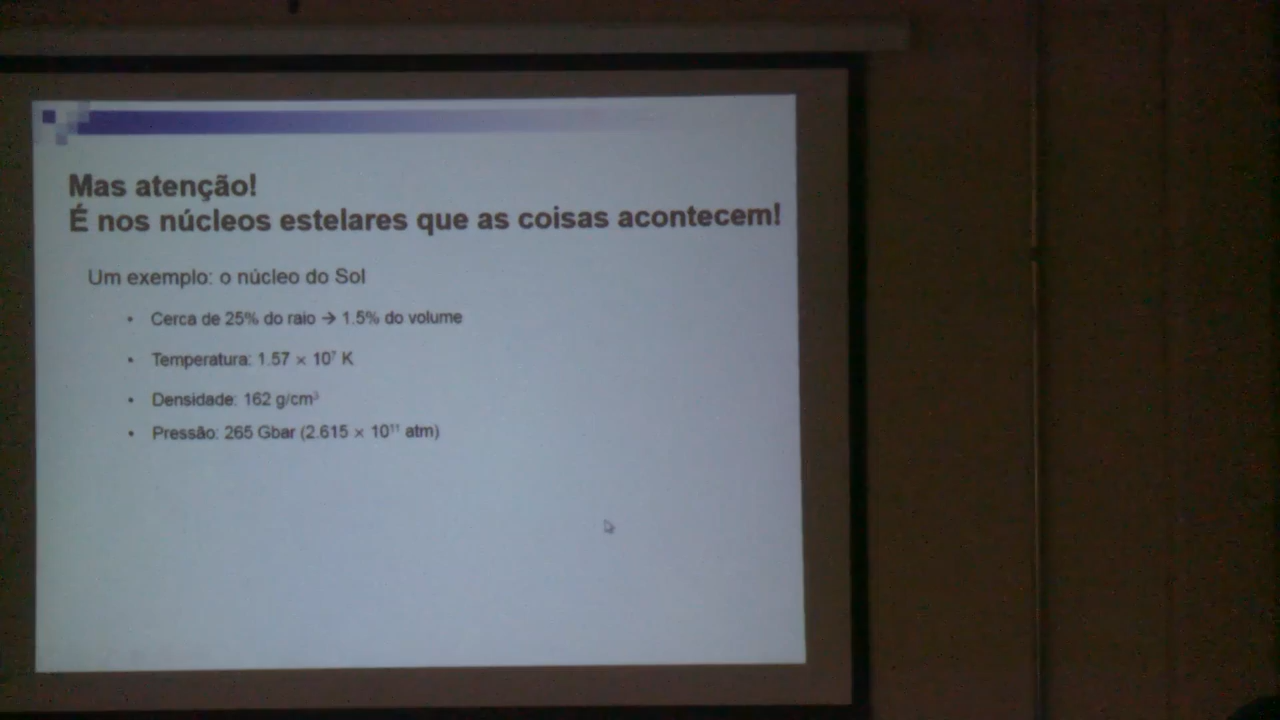 Mas atenção!
É nos núcleos estelares que as coisas acontecem!
Um exemplo: o núcleo do Sol
• Cerca de 25% do raio → 1.5% do volume
• Temperatura: 1.57 × 10⁷ K
• Densidade: 162 g/cm³
• Pressão: 265 Gbar (2.615 × 10¹¹ atm)